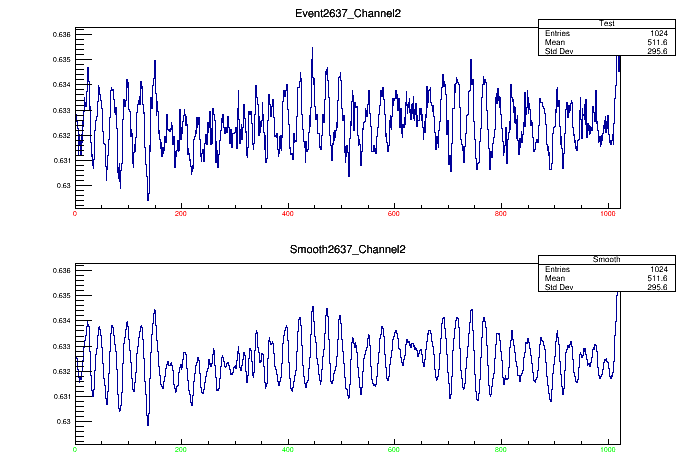 Event2637_Channel2
Test
Entries 1024
Mean 511.6
Std Dev 295.6
0.636
0.635
0.634
0.633
0.632
0.631
0.63
0 200 400 600 800 1000
Smooth2637_Channel2
Smooth
Entries 1024
Mean 511.6
Std Dev 295.6
0.636
0.635
0.634
0.633
0.632
0.631
0.63
0 200 400 600 800 1000